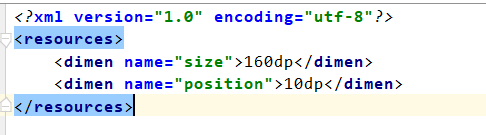 <?xml version="1.0" encoding="utf-8"?>
<resources>
    <dimen name="size">160dp</dimen>
    <dimen name="position">10dp</dimen>
</resources>